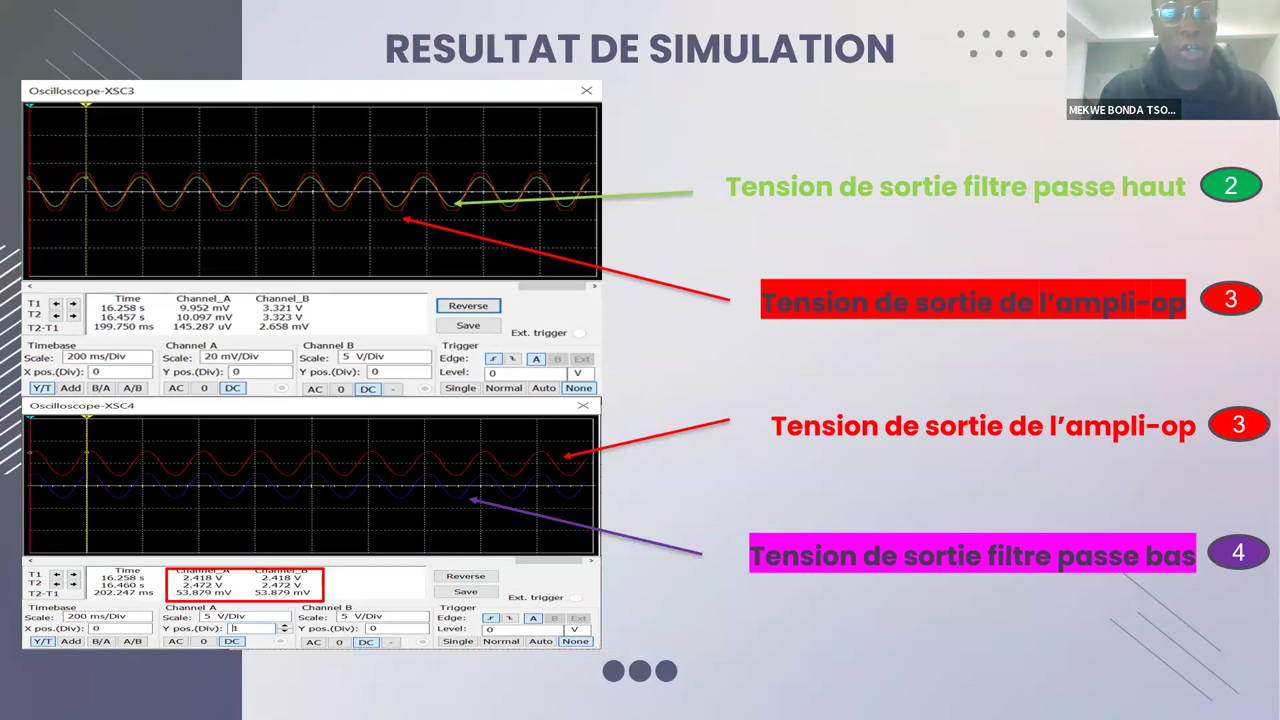 RESULTAT DE SIMULATION
MEKWE BONDA TSO...
Oscilloscope-XSC3
Time Channel_A Channel_B
T1 16.258 s 9.952 mV 3.321 V
T2 16.457 s 10.097 mV 3.323 V
T2-T1 199.750 ms 145.287 uV 2.658 mV
Reverse
Save
Ext. trigger
Timebase Channel A Channel B Trigger
Scale: 200 ms/Div Scale: 20 mV/Div Scale: 5 V/Div Edge: A B Ext
X pos.(Div): 0 Y pos.(Div): 0 Y pos.(Div): 0 Level: 0 V
Y/T Add B/A A/B AC 0 DC AC 0 DC - Single Normal Auto None
Oscilloscope-XSC4
Time Channel_A Channel_B
T1 16.258 s 2.418 V 2.418 V
T2 16.460 s 2.472 V 2.472 V
T2-T1 202.247 ms 53.879 mV 53.879 mV
Reverse
Save
Ext. trigger
Timebase Channel A Channel B Trigger
Scale: 200 ms/Div Scale: 5 V/Div Scale: 5 V/Div Edge: A B Ext
X pos.(Div): 0 Y pos.(Div): 1 Y pos.(Div): 0 Level: 0 V
Y/T Add B/A A/B AC 0 DC AC 0 DC - Single Normal Auto None
Tension de sortie filtre passe haut 2
Tension de sortie de l’ampli-op 3
Tension de sortie de l’ampli-op 3
Tension de sortie filtre passe bas 4